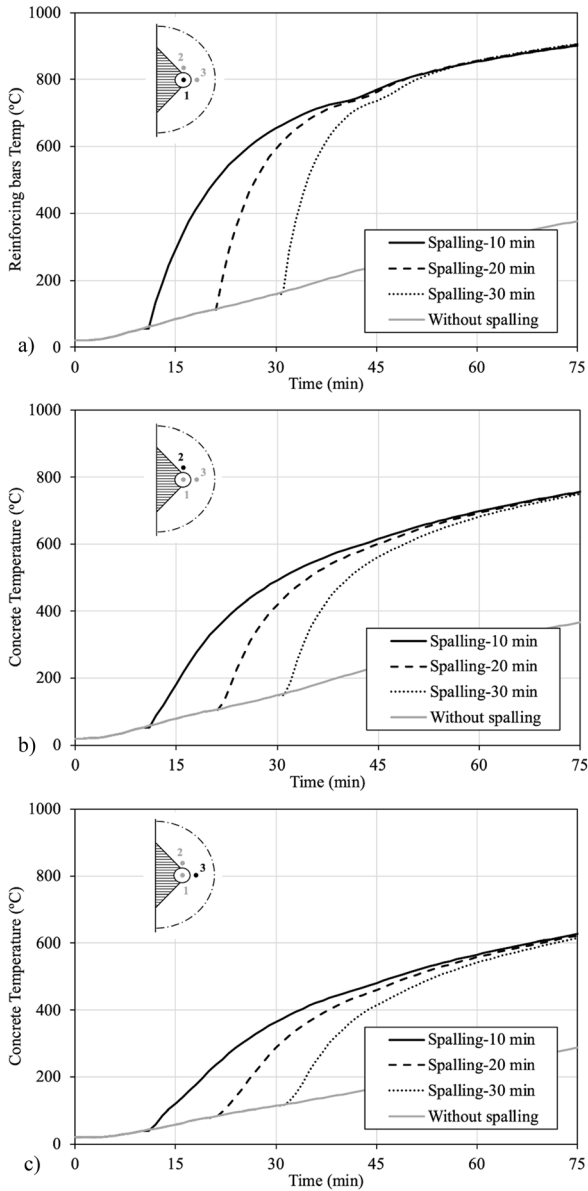 1000
800
600
400
200
0
Reinforcing bars Temp (ºC)
2
3
1
Spalling-10 min
Spalling-20 min
Spalling-30 min
Without spalling
0 15 30 45 60 75
Time (min)
a)
1000
800
600
400
200
0
Concrete Temperature (ºC)
2
3
1
Spalling-10 min
Spalling-20 min
Spalling-30 min
Without spalling
0 15 30 45 60 75
Time (min)
b)
1000
800
600
400
200
0
Concrete Temperature (ºC)
2
3
1
Spalling-10 min
Spalling-20 min
Spalling-30 min
Without spalling
0 15 30 45 60 75
Time (min)
c)